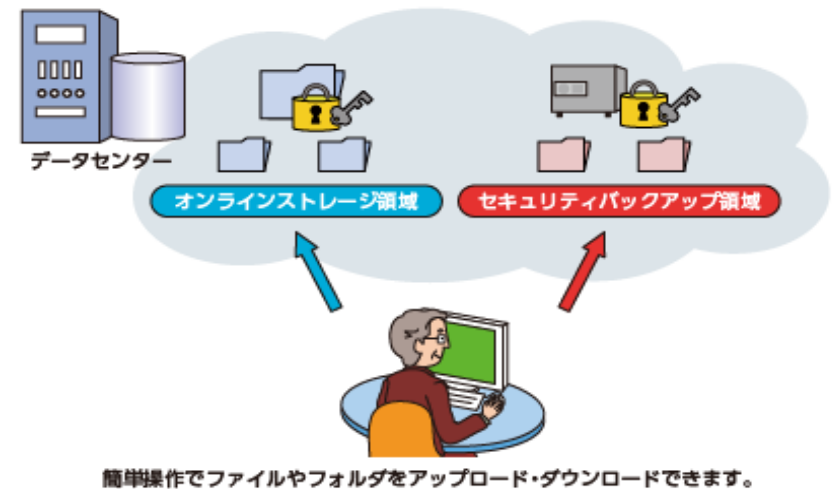 データセンター
オンラインストレージ領域
セキュリティバックアップ領域
簡単操作でファイルやフォルダをアップロード・ダウンロードできます。